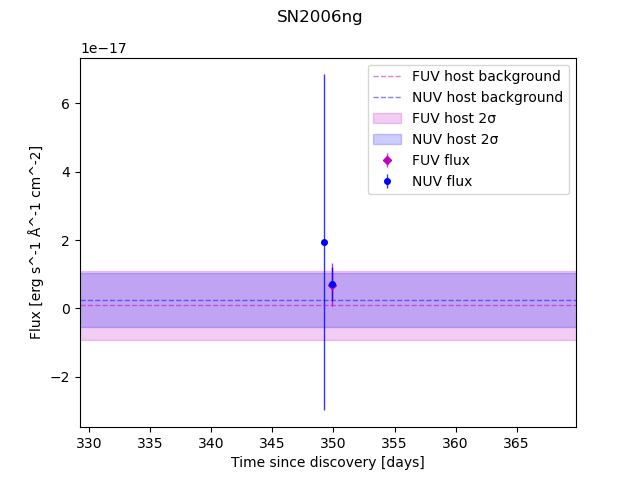 SN2006ng
1e−17
FUV host background
NUV host background
FUV host 2σ
NUV host 2σ
FUV flux
NUV flux
6
4
2
0
−2
Flux [erg s^-1 Å^-1 cm^-2]
330 335 340 345 350 355 360 365
Time since discovery [days]